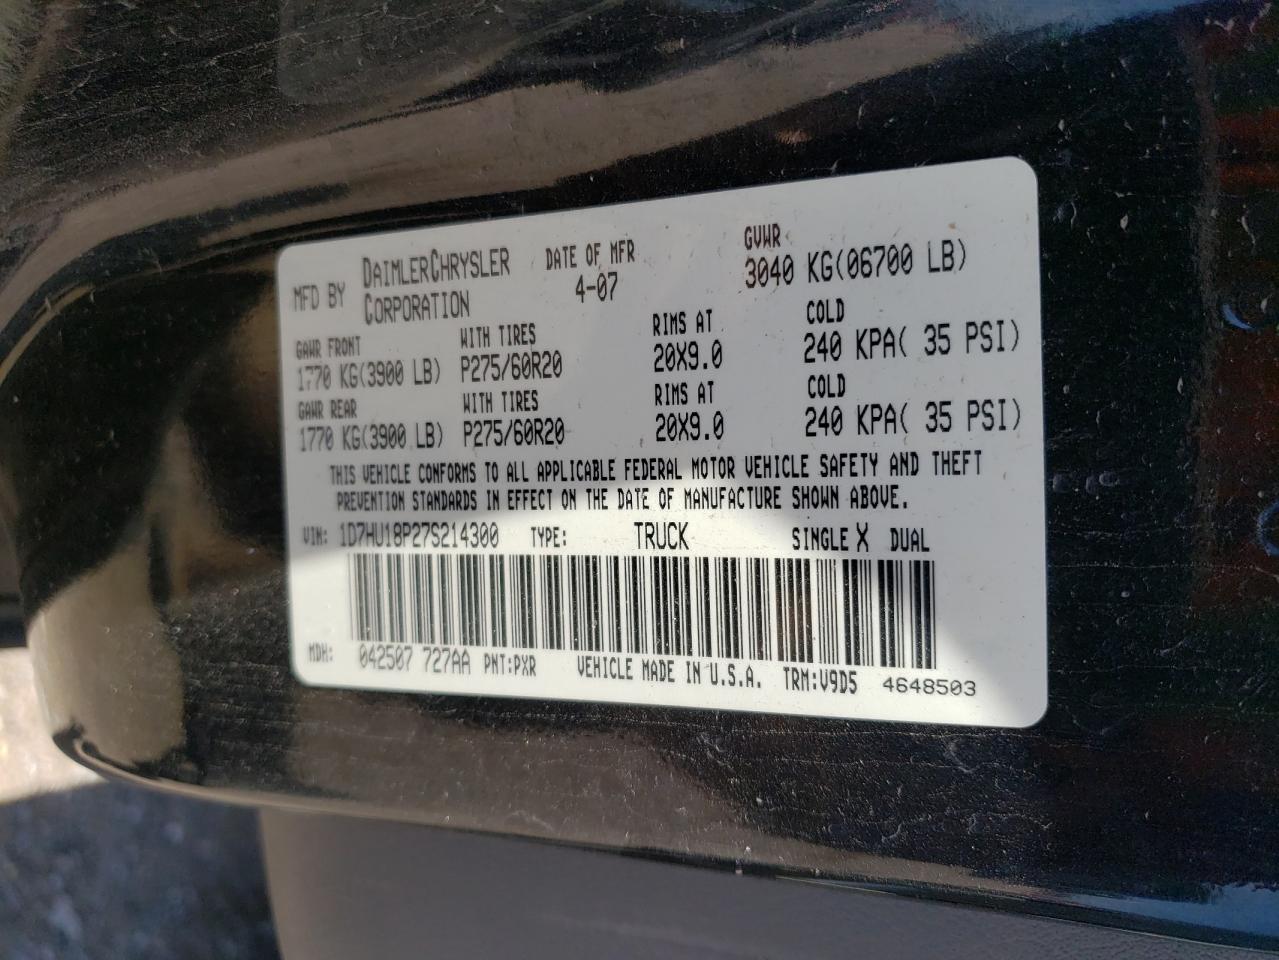 MFD BY DAIMLERCHRYSLER CORPORATION DATE OF MFR 4-07 GVWR 3040 KG(06700 LB)
GAWR FRONT WITH TIRES RIMS AT COLD
1770 KG(3900 LB) P275/60R20 20X9.0 240 KPA( 35 PSI)
GAWR REAR WITH TIRES RIMS AT COLD
1770 KG(3900 LB) P275/60R20 20X9.0 240 KPA( 35 PSI)
THIS VEHICLE CONFORMS TO ALL APPLICABLE FEDERAL MOTOR VEHICLE SAFETY AND THEFT
PREVENTION STANDARDS IN EFFECT ON THE DATE OF MANUFACTURE SHOWN ABOVE.
VIN: 1D7HU18P27S214300 TYPE: TRUCK SINGLE X DUAL
MDH: 042507 727AA PNT:PXR VEHICLE MADE IN U.S.A. TRM:V9D5 4648503